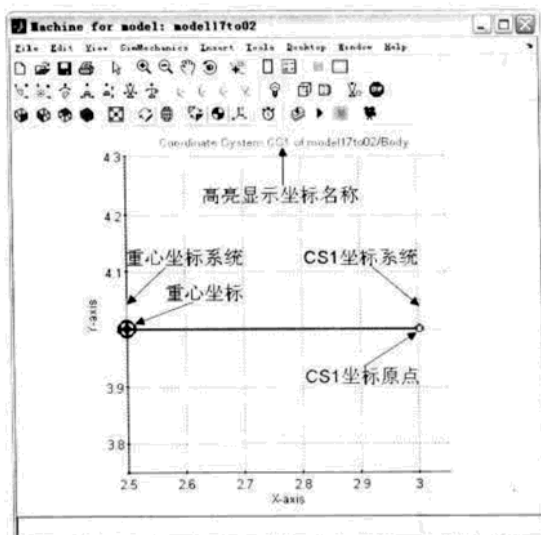 Machine for model: model17to02
File Edit View SimMechanics Insert Tools Desktop Window Help
Coordinate System CS1 of model17to02/Body
高亮显示坐标名称
重心坐标系统
CS1坐标系统
重心坐标
CS1坐标原点
Y-axis
4.3
4.2
4.1
4
3.9
3.8
2.5 2.6 2.7 2.8 2.9 3
X-axis